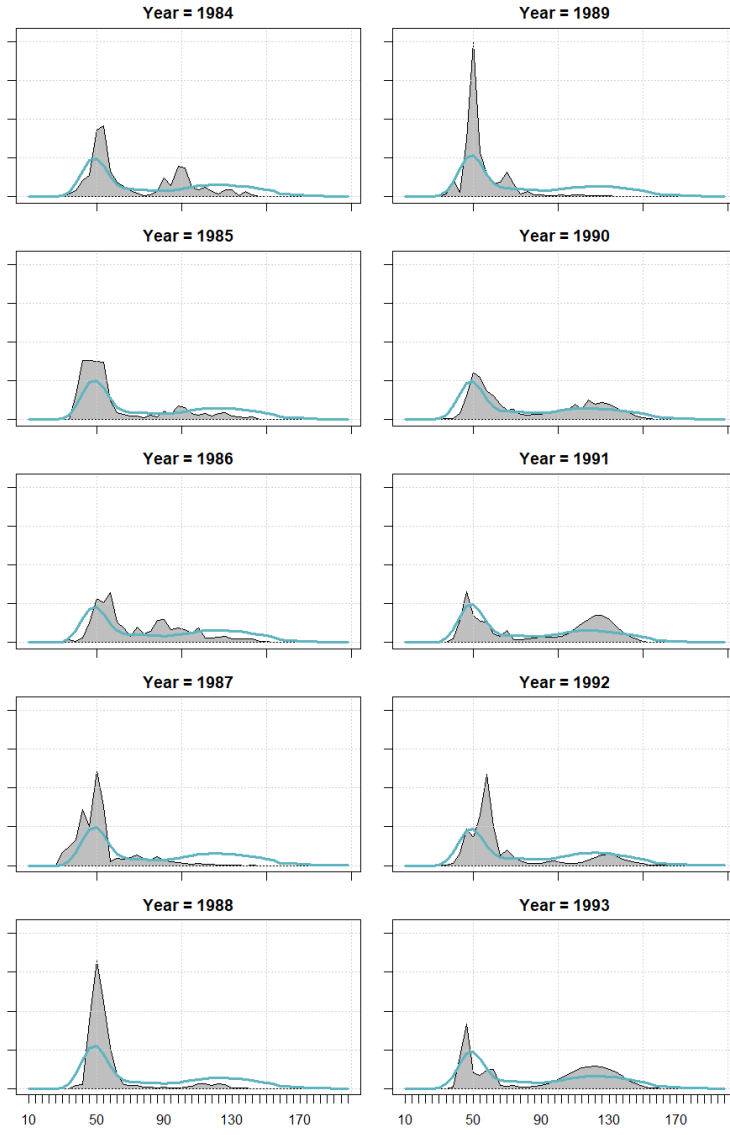 Year = 1984
Year = 1989
Year = 1985
Year = 1990
Year = 1986
Year = 1991
Year = 1987
Year = 1992
Year = 1988
Year = 1993
10 50 90 130 170 10 50 90 130 170